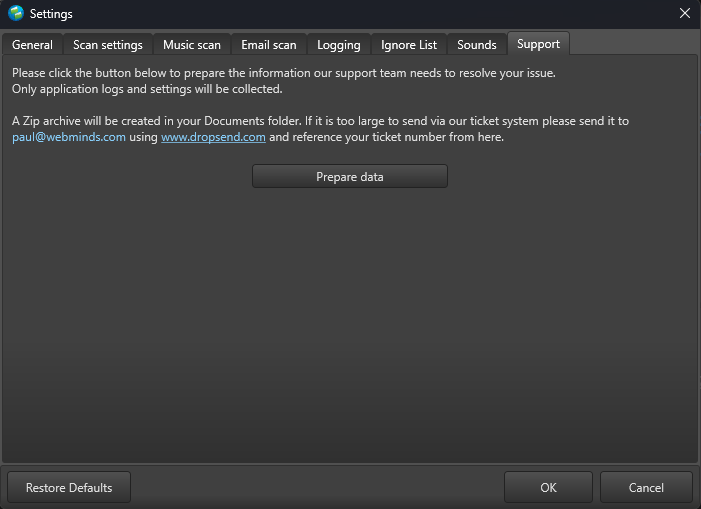 Settings
General
Scan settings
Music scan
Email scan
Logging
Ignore List
Sounds
Support
Please click the button below to prepare the information our support team needs to resolve your issue.
Only application logs and settings will be collected.
A Zip archive will be created in your Documents folder. If it is too large to send via our ticket system please send it to
paul@webminds.com using www.dropsend.com and reference your ticket number from here.
Prepare data
Restore Defaults
OK
Cancel